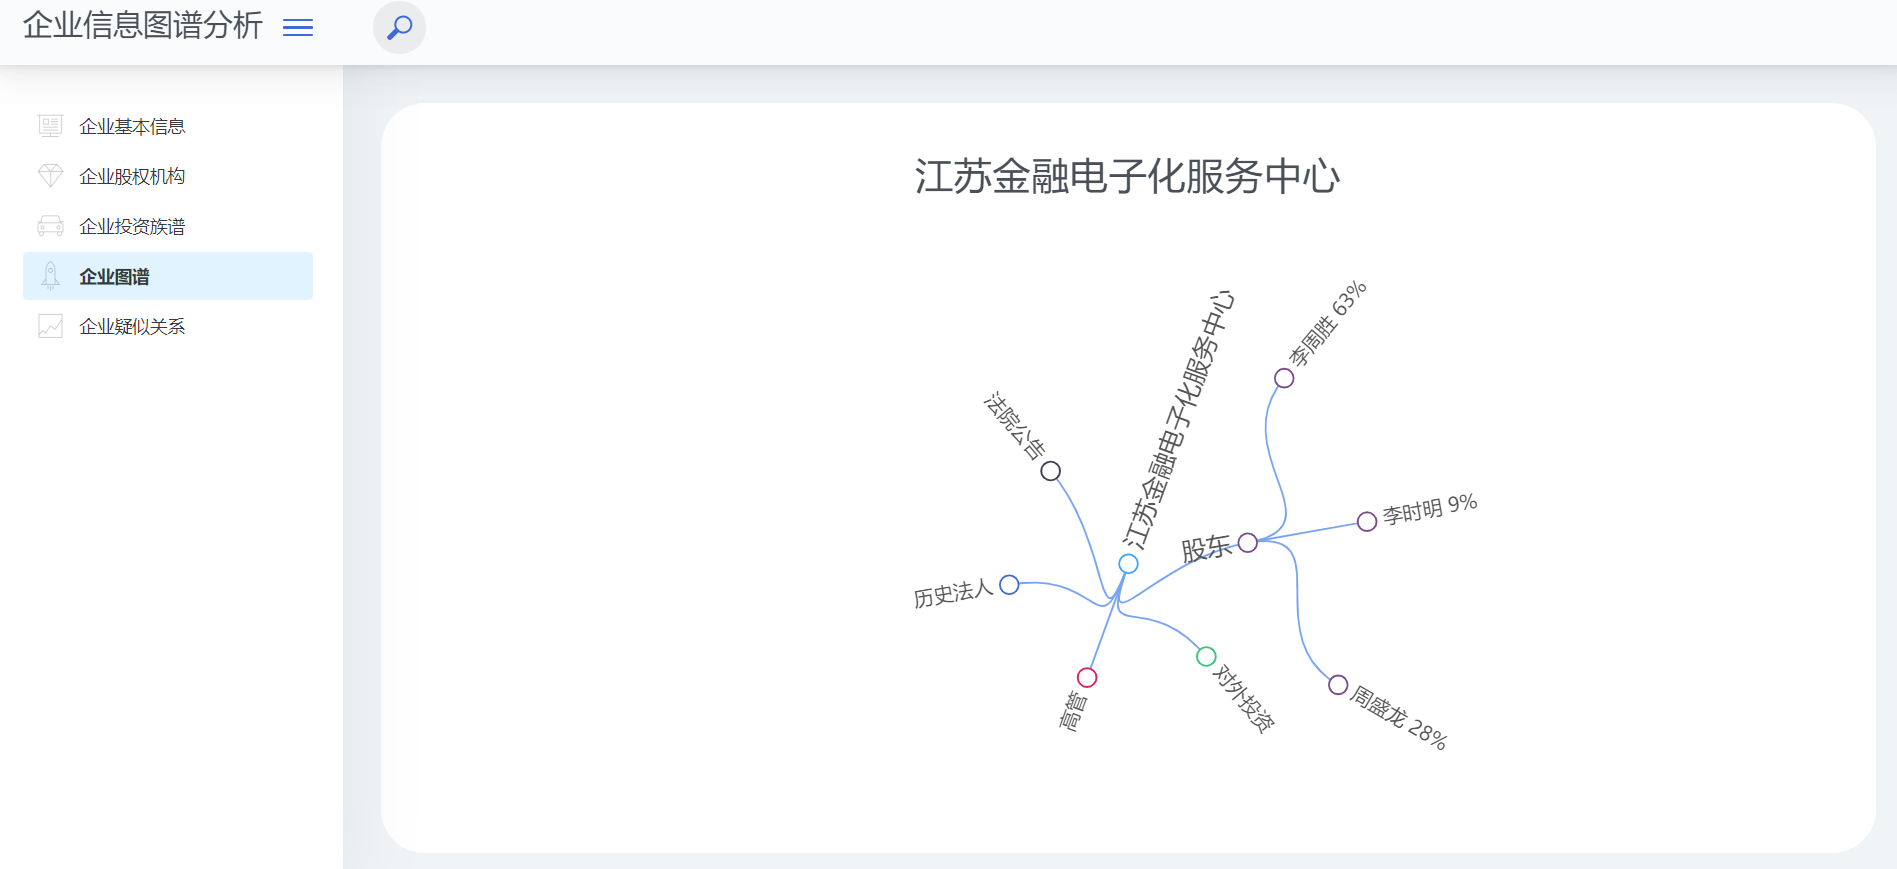 企业信息图谱分析
企业基本信息
企业股权机构
企业投资族谱
企业图谱
企业疑似关系
江苏金融电子化服务中心
江苏金融电子化服务中心
李周胜 63%
法院公告
李时明 9%
股东
历史法人
对外投资
高管
周盛龙 28%